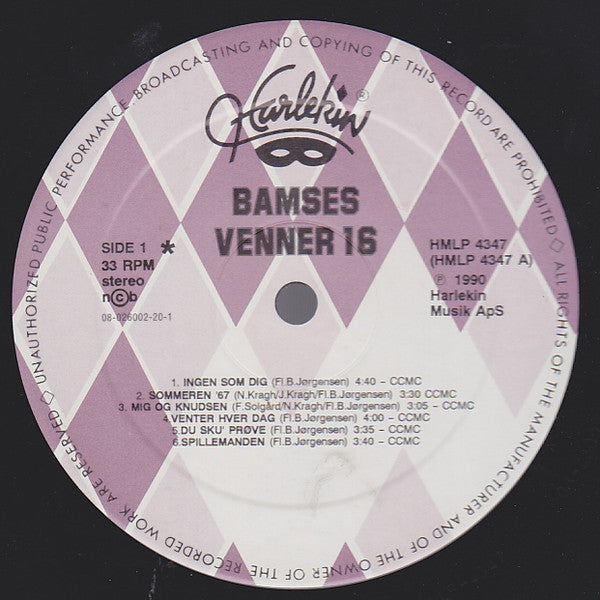 UNAUTHORIZED PUBLIC PERFORMANCE, BROADCASTING AND COPYING OF THIS RECORD ARE PROHIBITED ◇ ALL RIGHTS OF THE MANUFACTURER AND OF THE OWNER OF THE RECORDED WORK ARE RESERVED ◇
Harlekin ®
BAMSES
VENNER 16
SIDE 1 *
33 RPM
stereo
n©b
08-026002-20-1
HMLP 4347
(HMLP 4347 A)
℗ 1990
Harlekin
Musik ApS
1. INGEN SOM DIG (Fl.B.Jørgensen) 4:40 - CCMC
2. SOMMEREN '67 (N.Kragh/J.Kragh/Fl.B.Jørgensen) 3:30 CCMC
3. MIG OG KNUDSEN (F.Solgård/N.Kragh/Fl.B.Jørgensen) 3:05 - CCMC
4.VENTER HVER DAG (Fl.B.Jørgensen) 4:00 - CCMC
5.DU SKU' PRØVE (Fl.B.Jørgensen) 3:35 - CCMC
6.SPILLEMANDEN (Fl.B.Jørgensen) 3:40 - CCMC